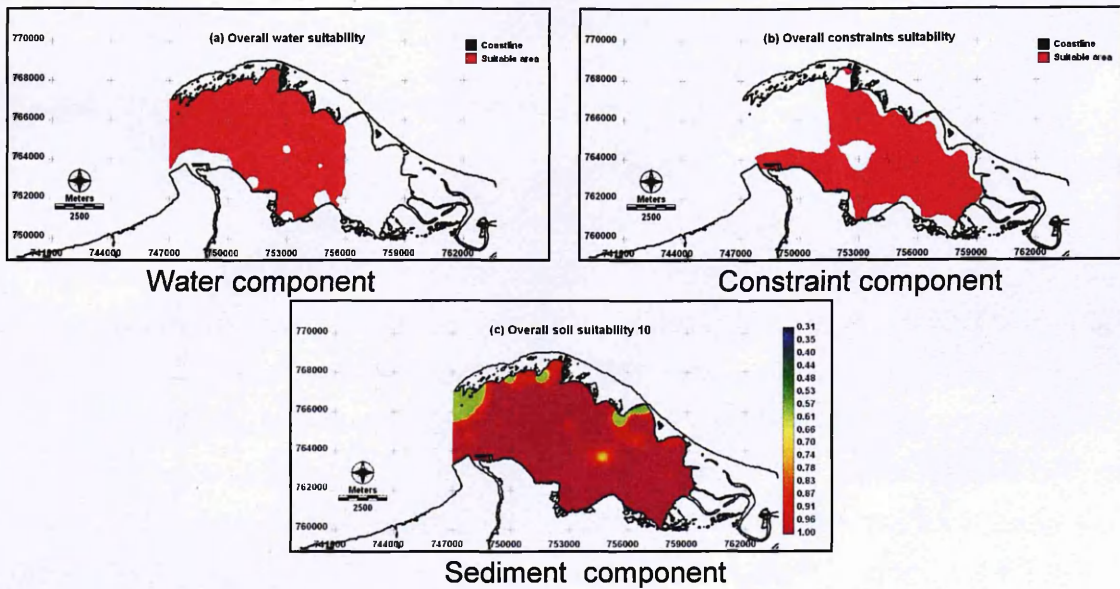 (a) Overall water suitability
Coastline
Suitable area
770000
768000
766000
764000
762000
750000
Meters
2500
741000 744000 747000 750000 753000 756000 759000 762000
Water component
(b) Overall constraints suitability
Coastline
Suitable area
770000
768000
766000
764000
762000
750000
Meters
2500
741000 744000 747000 750000 753000 756000 759000 762000
Constraint component
(c) Overall soil suitability 10
770000
768000
766000
764000
762000
760000
Meters
2500
741000 744000 747000 750000 753000 756000 759000 762000
0.31
0.35
0.40
0.44
0.48
0.53
0.57
0.61
0.66
0.70
0.74
0.78
0.83
0.87
0.91
0.96
1.00
Sediment component